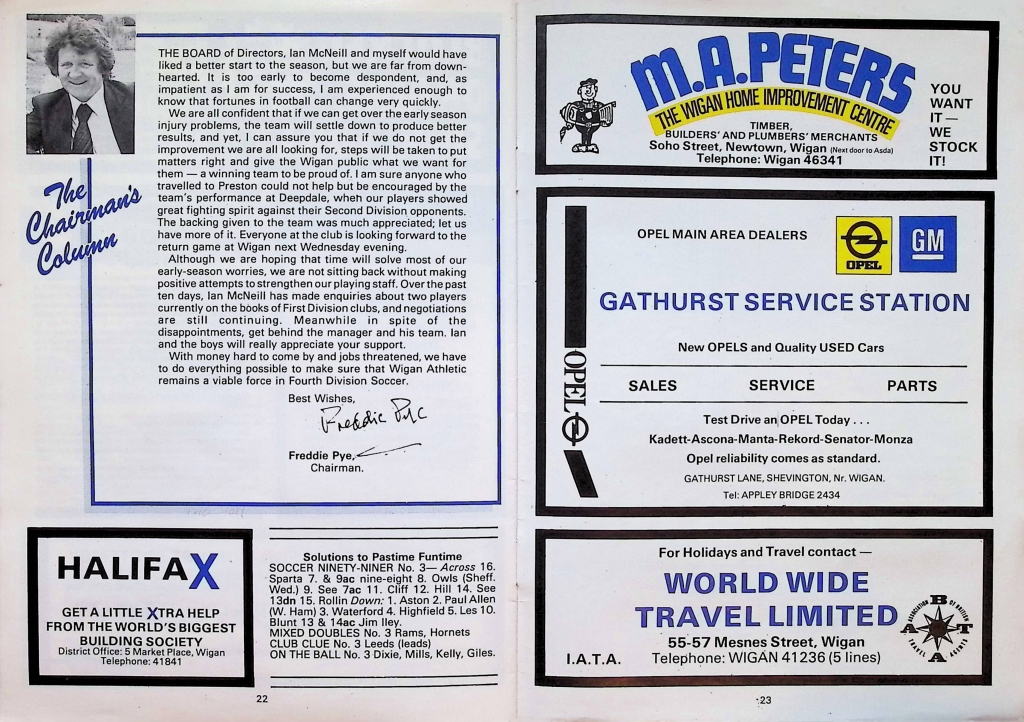 The
Chairman's
Column
THE BOARD of Directors, Ian McNeill and myself would have
liked a better start to the season, but we are far from down-
hearted. It is too early to become despondent, and, as
impatient as I am for success, I am experienced enough to
know that fortunes in football can change very quickly.
We are all confident that if we can get over the early season
injury problems, the team will settle down to produce better
results, and yet, I can assure you that if we do not get the
improvement we are all looking for, steps will be taken to put
matters right and give the Wigan public what we want for
them — a winning team to be proud of. I am sure anyone who
travelled to Preston could not help but be encouraged by the
team's performance at Deepdale, when our players showed
great fighting spirit against their Second Division opponents.
The backing given to the team was much appreciated; let us
have more of it. Everyone at the club is looking forward to the
return game at Wigan next Wednesday evening.
Although we are hoping that time will solve most of our
early-season worries, we are not sitting back without making
positive attempts to strengthen our playing staff. Over the past
ten days, Ian McNeill has made enquiries about two players
currently on the books of First Division clubs, and negotiations
are still continuing. Meanwhile in spite of the
disappointments, get behind the manager and his team. Ian
and the boys will really appreciate your support.
With money hard to come by and jobs threatened, we have
to do everything possible to make sure that Wigan Athletic
remains a viable force in Fourth Division Soccer.
Best Wishes,
Freddie Pye
Freddie Pye,
Chairman.
HALIFAX
GET A LITTLE XTRA HELP
FROM THE WORLD'S BIGGEST
BUILDING SOCIETY
District Office: 5 Market Place, Wigan
Telephone: 41841
Solutions to Pastime Funtime
SOCCER NINETY-NINER No. 3— Across 16.
Sparta 7. & 9ac nine-eight 8. Owls (Sheff.
Wed.) 9. See 7ac 11. Cliff 12. Hill 14. See
13dn 15. Rollin Down: 1. Aston 2. Paul Allen
(W. Ham) 3. Waterford 4. Highfield 5. Les 10.
Blunt 13 & 14ac Jim Iley.
MIXED DOUBLES No. 3 Rams, Hornets
CLUB CLUE No. 3 Leeds (leads)
ON THE BALL No. 3 Dixie, Mills, Kelly, Giles.
22
M.A.PETERS
THE WIGAN HOME IMPROVEMENT CENTRE
TIMBER,
BUILDERS' AND PLUMBERS' MERCHANTS
Soho Street, Newtown, Wigan (Next door to Asda)
Telephone: Wigan 46341
YOU
WANT
IT —
WE
STOCK
IT!
OPEL MAIN AREA DEALERS
OPEL
GM
GATHURST SERVICE STATION
New OPELS and Quality USED Cars
SALES SERVICE PARTS
OPEL
Test Drive an OPEL Today . . .
Kadett-Ascona-Manta-Rekord-Senator-Monza
Opel reliability comes as standard.
GATHURST LANE, SHEVINGTON, Nr. WIGAN.
Tel: APPLEY BRIDGE 2434
For Holidays and Travel contact —
WORLD WIDE
TRAVEL LIMITED
55-57 Mesnes Street, Wigan
I.A.T.A. Telephone: WIGAN 41236 (5 lines)
ABTA
ASSOCIATION OF BRITISH TRAVEL AGENTS
23